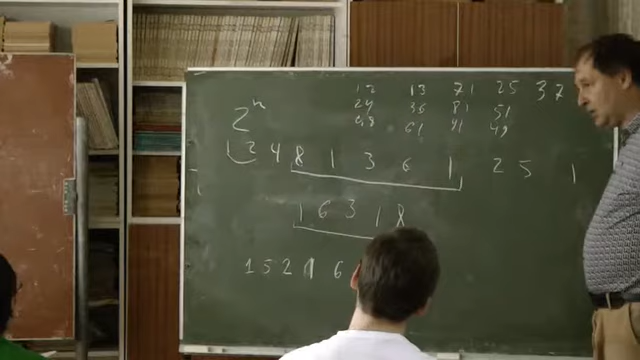 12 13 71 25 37
24 36 81 51
48 61 41 49
2ⁿ
1 2 4 8 1 3 6 1 2 5 1
1 6 3 1 8
1 5 2 1 6